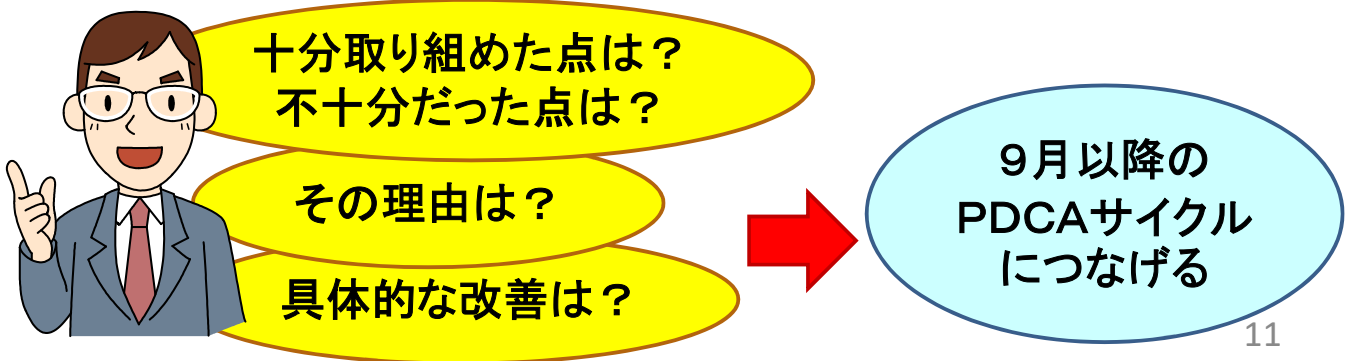 十分取り組めた点は？
不十分だった点は？
その理由は？
具体的な改善は？
９月以降の
ＰＤＣＡサイクル
につなげる
11